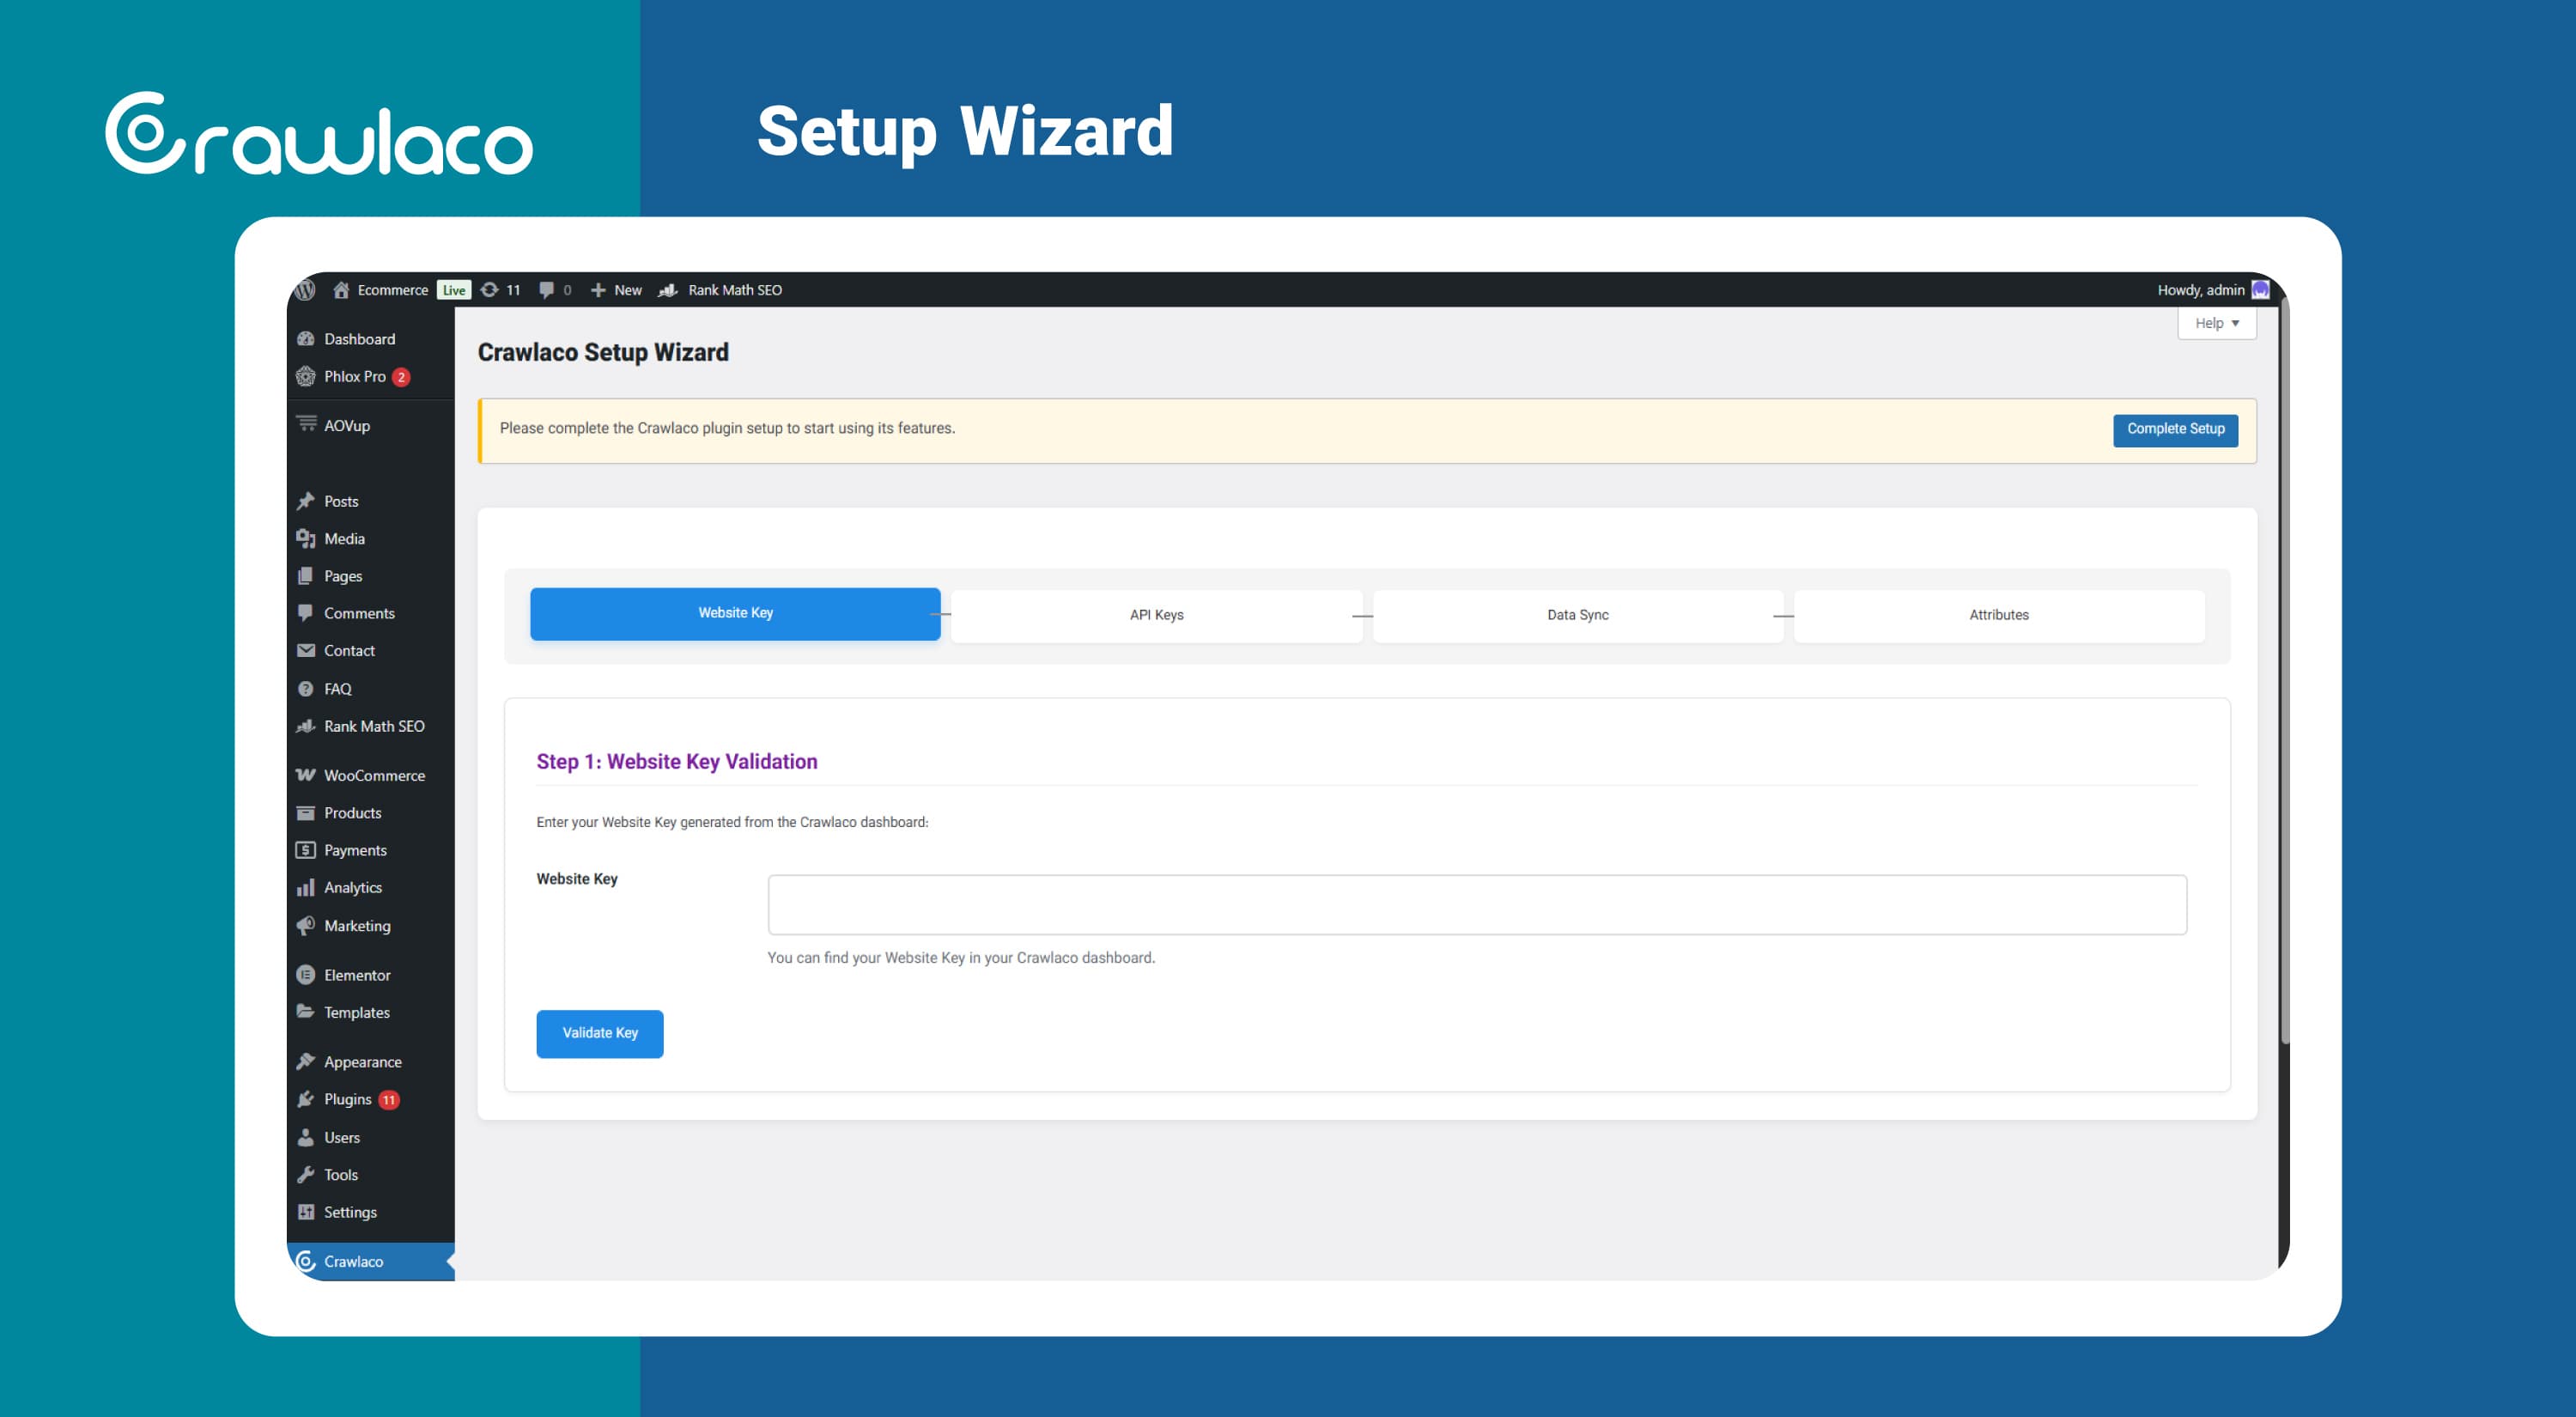 Crawlaco
Setup Wizard
Ecommerce Live 11 0 New Rank Math SEO Howdy, admin
Help
Dashboard
Phlox Pro 2
AOVup
Posts
Media
Pages
Comments
Contact
FAQ
Rank Math SEO
WooCommerce
Products
Payments
Analytics
Marketing
Elementor
Templates
Appearance
Plugins 11
Users
Tools
Settings
Crawlaco
Crawlaco Setup Wizard
Please complete the Crawlaco plugin setup to start using its features. Complete Setup
Website Key API Keys Data Sync Attributes
Step 1: Website Key Validation
Enter your Website Key generated from the Crawlaco dashboard:
Website Key
You can find your Website Key in your Crawlaco dashboard.
Validate Key